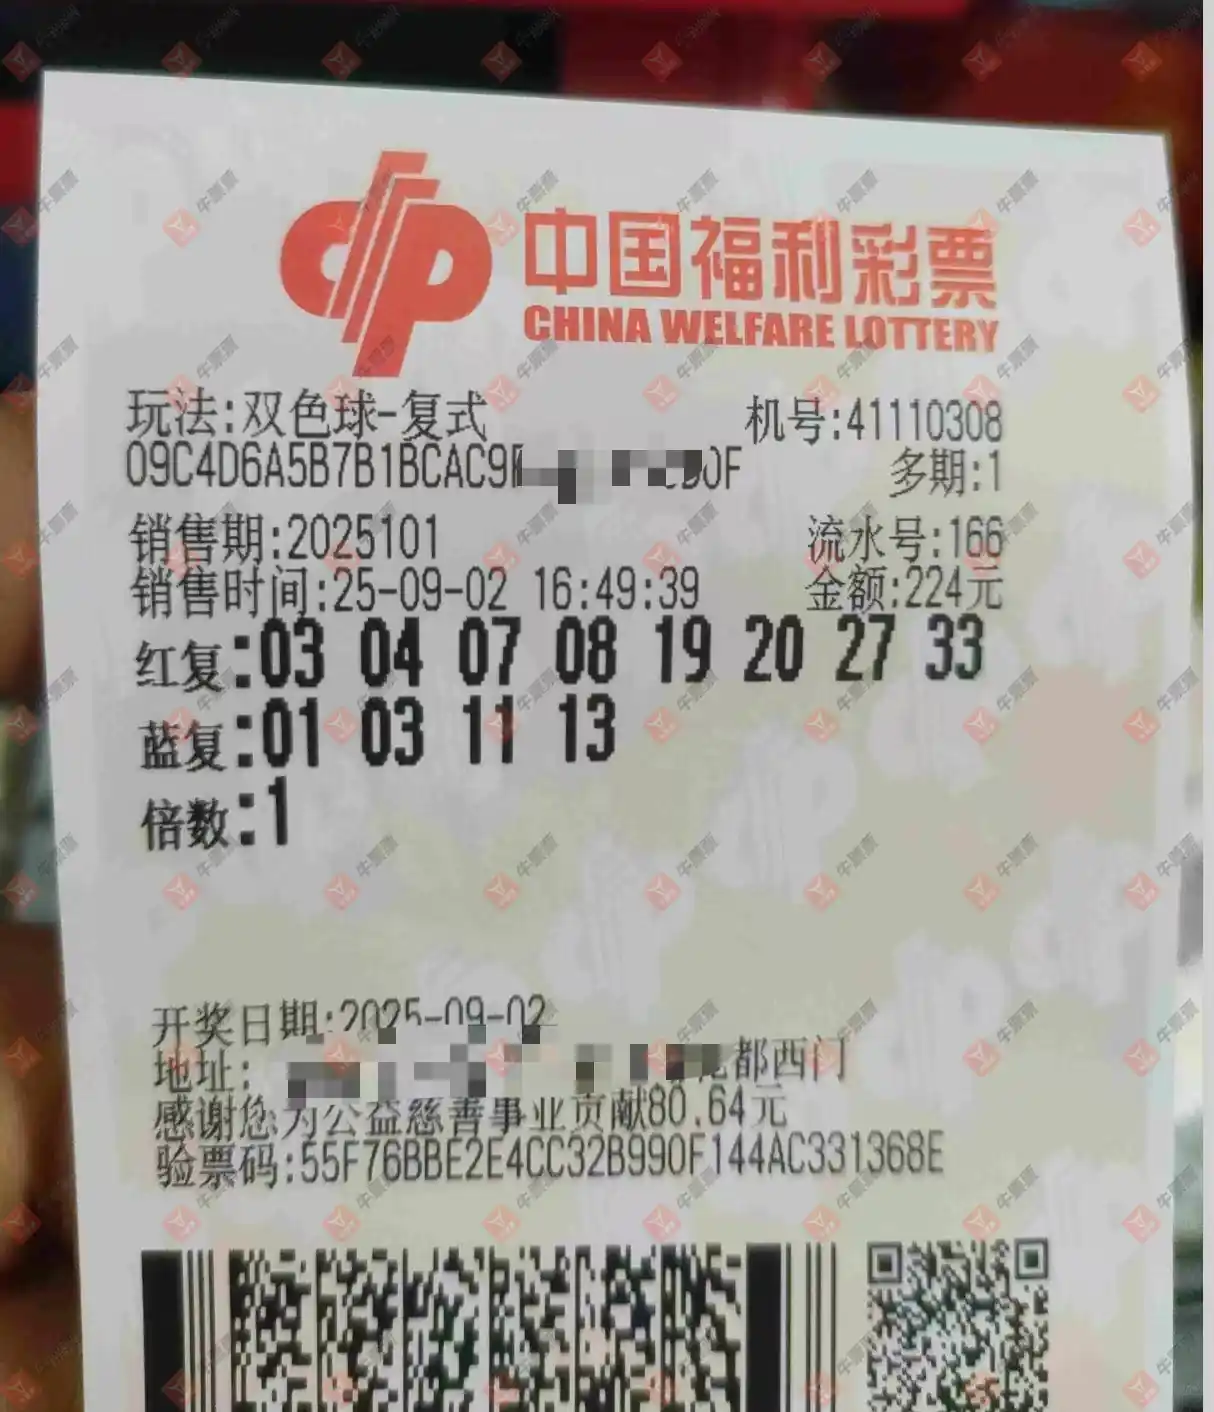 中国福利彩票
CHINA WELFARE LOTTERY
玩法:双色球-复式 机号:41110308
09C4D6A5B7B1BCAC9 0F 多期:1
销售期:2025101 流水号:166
销售时间:25-09-02 16:49:39 金额:224元
红复:03 04 07 08 19 20 27 33
蓝复:01 03 11 13
倍数:1
开奖日期:2025-09-02
地址: 都西门
感谢您为公益慈善事业贡献80.64元
验票码:55F76BBE2E4CC32B990F144AC331368E
牛票票